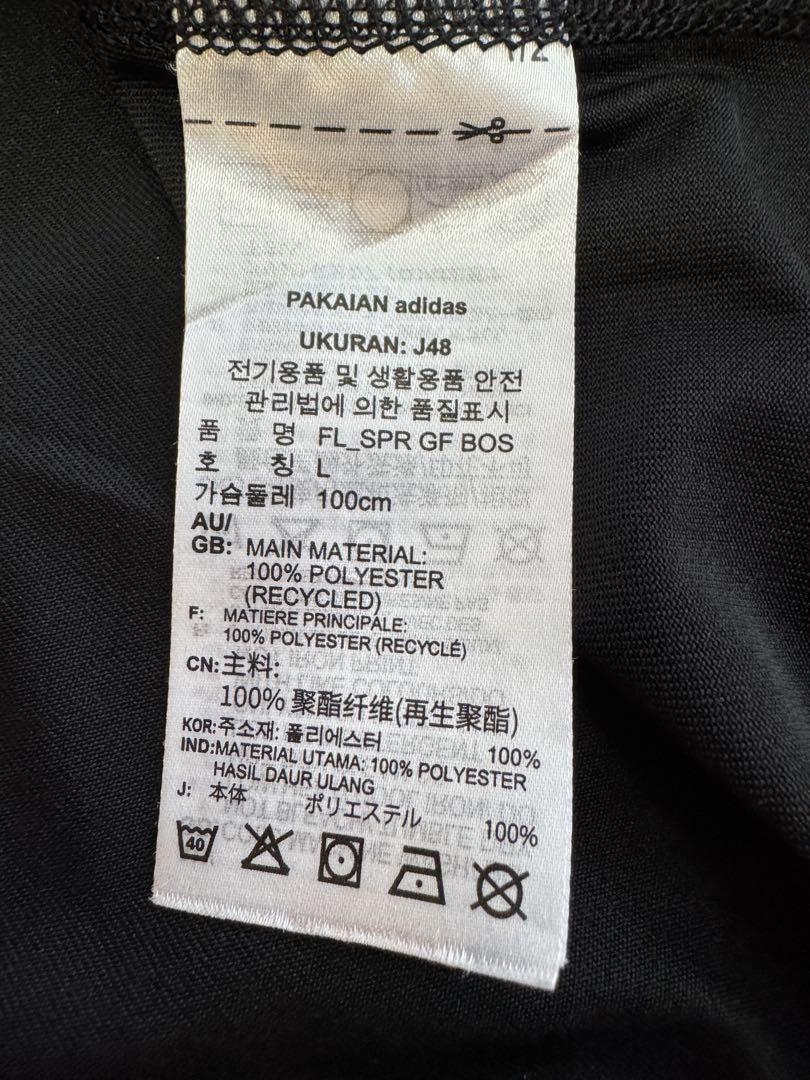 PAKAIAN adidas
UKURAN: J48
전기용품 및 생활용품 안전
관리법에 의한 품질표시
품 명 FL_SPR GF BOS
호 칭 L
가슴둘레 100cm
AU/
GB: MAIN MATERIAL:
100% POLYESTER
(RECYCLED)
F: MATIERE PRINCIPALE:
100% POLYESTER (RECYCLÉ)
CN:主料:
100% 聚酯纤维(再生聚酯)
KOR:주소재: 폴리에스터 100%
IND:MATERIAL UTAMA: 100% POLYESTER
HASIL DAUR ULANG
J: 本体 ポリエステル 100%
40